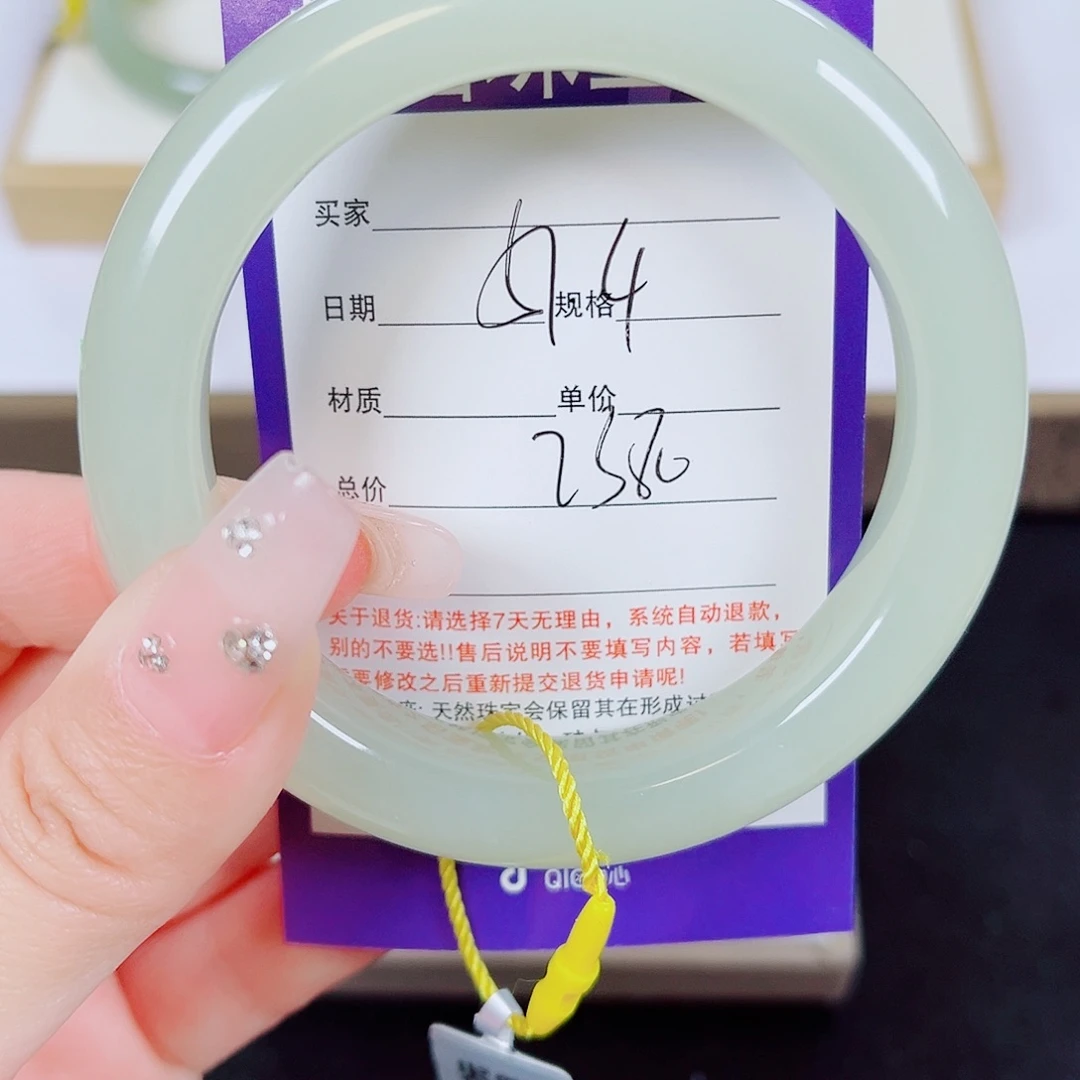 买家
日期 规格
材质 单价
总价 2580
关于退货:请选择7天无理由，系统自动退款，
别的不要选!!售后说明不要填写内容，若填写
要修改之后重新提交退货申请呢!
天然珠宝会保留其在形成过